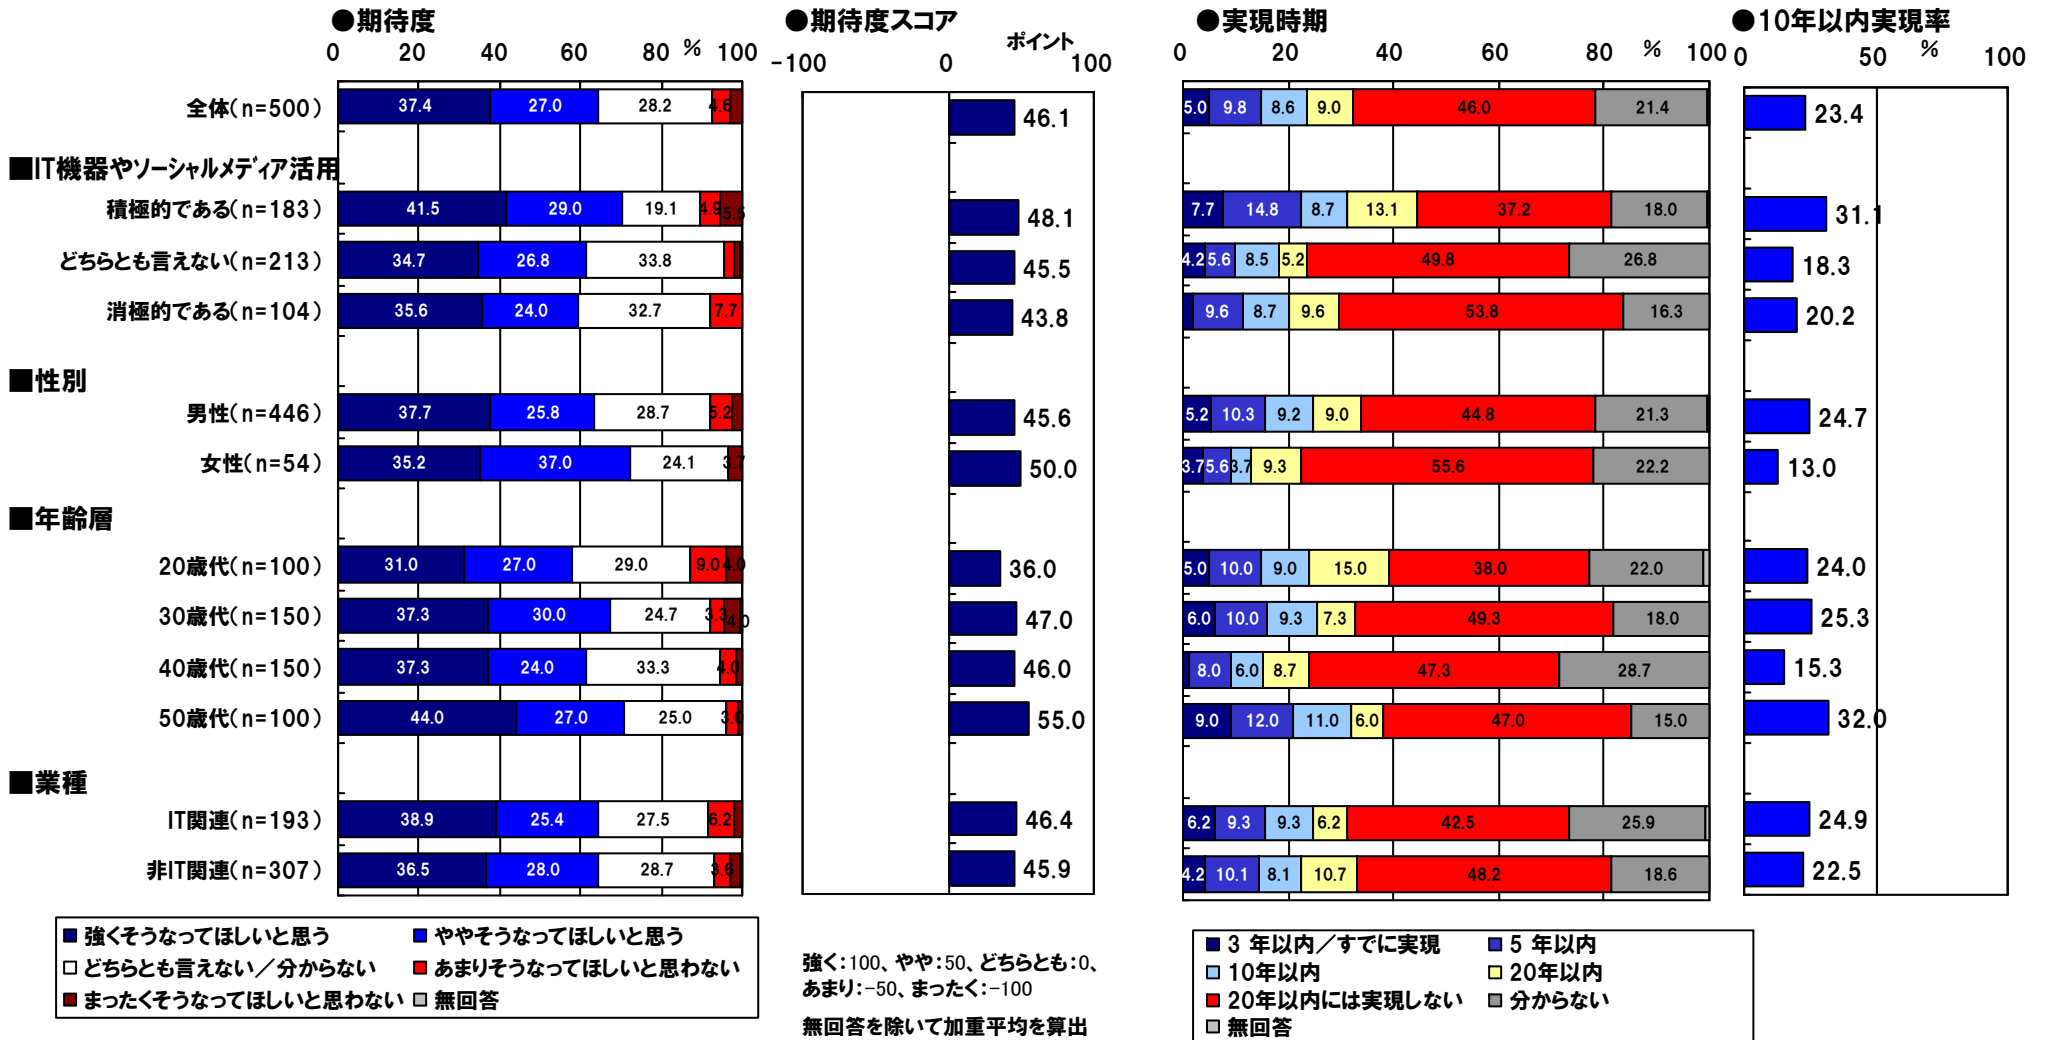 ●期待度 ●期待度スコア ●実現時期 ●10年以内実現率
0 20 40 60 80 % 100
ポイント
-100 0 100
0 20 40 60 80 % 100
0 50 % 100
全体(n=500) 37.4 27.0 28.2 4.6 46.1 5.0 9.8 8.6 9.0 46.0 21.4 23.4
■IT機器やソーシャルメディア活用
積極的である(n=183) 41.5 29.0 19.1 4.9 5.5 48.1 7.7 14.8 8.7 13.1 37.2 18.0 31.1
どちらとも言えない(n=213) 34.7 26.8 33.8 45.5 4.2 5.6 8.5 5.2 49.8 26.8 18.3
消極的である(n=104) 35.6 24.0 32.7 7.7 43.8 9.6 8.7 9.6 53.8 16.3 20.2
■性別
男性(n=446) 37.7 25.8 28.7 5.2 45.6 5.2 10.3 9.2 9.0 44.8 21.3 24.7
女性(n=54) 35.2 37.0 24.1 3.7 50.0 3.7 5.6 3.7 9.3 55.6 22.2 13.0
■年齢層
20歳代(n=100) 31.0 27.0 29.0 9.0 4.0 36.0 5.0 10.0 9.0 15.0 38.0 22.0 24.0
30歳代(n=150) 37.3 30.0 24.7 3.3 4.0 47.0 6.0 10.0 9.3 7.3 49.3 18.0 25.3
40歳代(n=150) 37.3 24.0 33.3 4.0 46.0 8.0 6.0 8.7 47.3 28.7 15.3
50歳代(n=100) 44.0 27.0 25.0 3.0 55.0 9.0 12.0 11.0 6.0 47.0 15.0 32.0
■業種
IT関連(n=193) 38.9 25.4 27.5 6.2 46.4 6.2 9.3 9.3 6.2 42.5 25.9 24.9
非IT関連(n=307) 36.5 28.0 28.7 3.6 45.9 4.2 10.1 8.1 10.7 48.2 18.6 22.5
強くそうなってほしいと思う ややそうなってほしいと思う
どちらとも言えない/分からない あまりそうなってほしいと思わない
まったくそうなってほしいと思わない 無回答
強く:100、やや:50、どちらとも:0、
あまり:-50、まったく:-100
無回答を除いて加重平均を算出
3 年以内/すでに実現 5 年以内
10年以内 20年以内
20年以内には実現しない 分からない
無回答